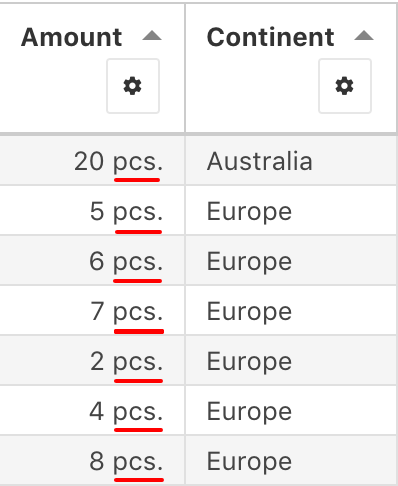 Amount Continent
20 pcs. Australia
5 pcs. Europe
6 pcs. Europe
7 pcs. Europe
2 pcs. Europe
4 pcs. Europe
8 pcs. Europe